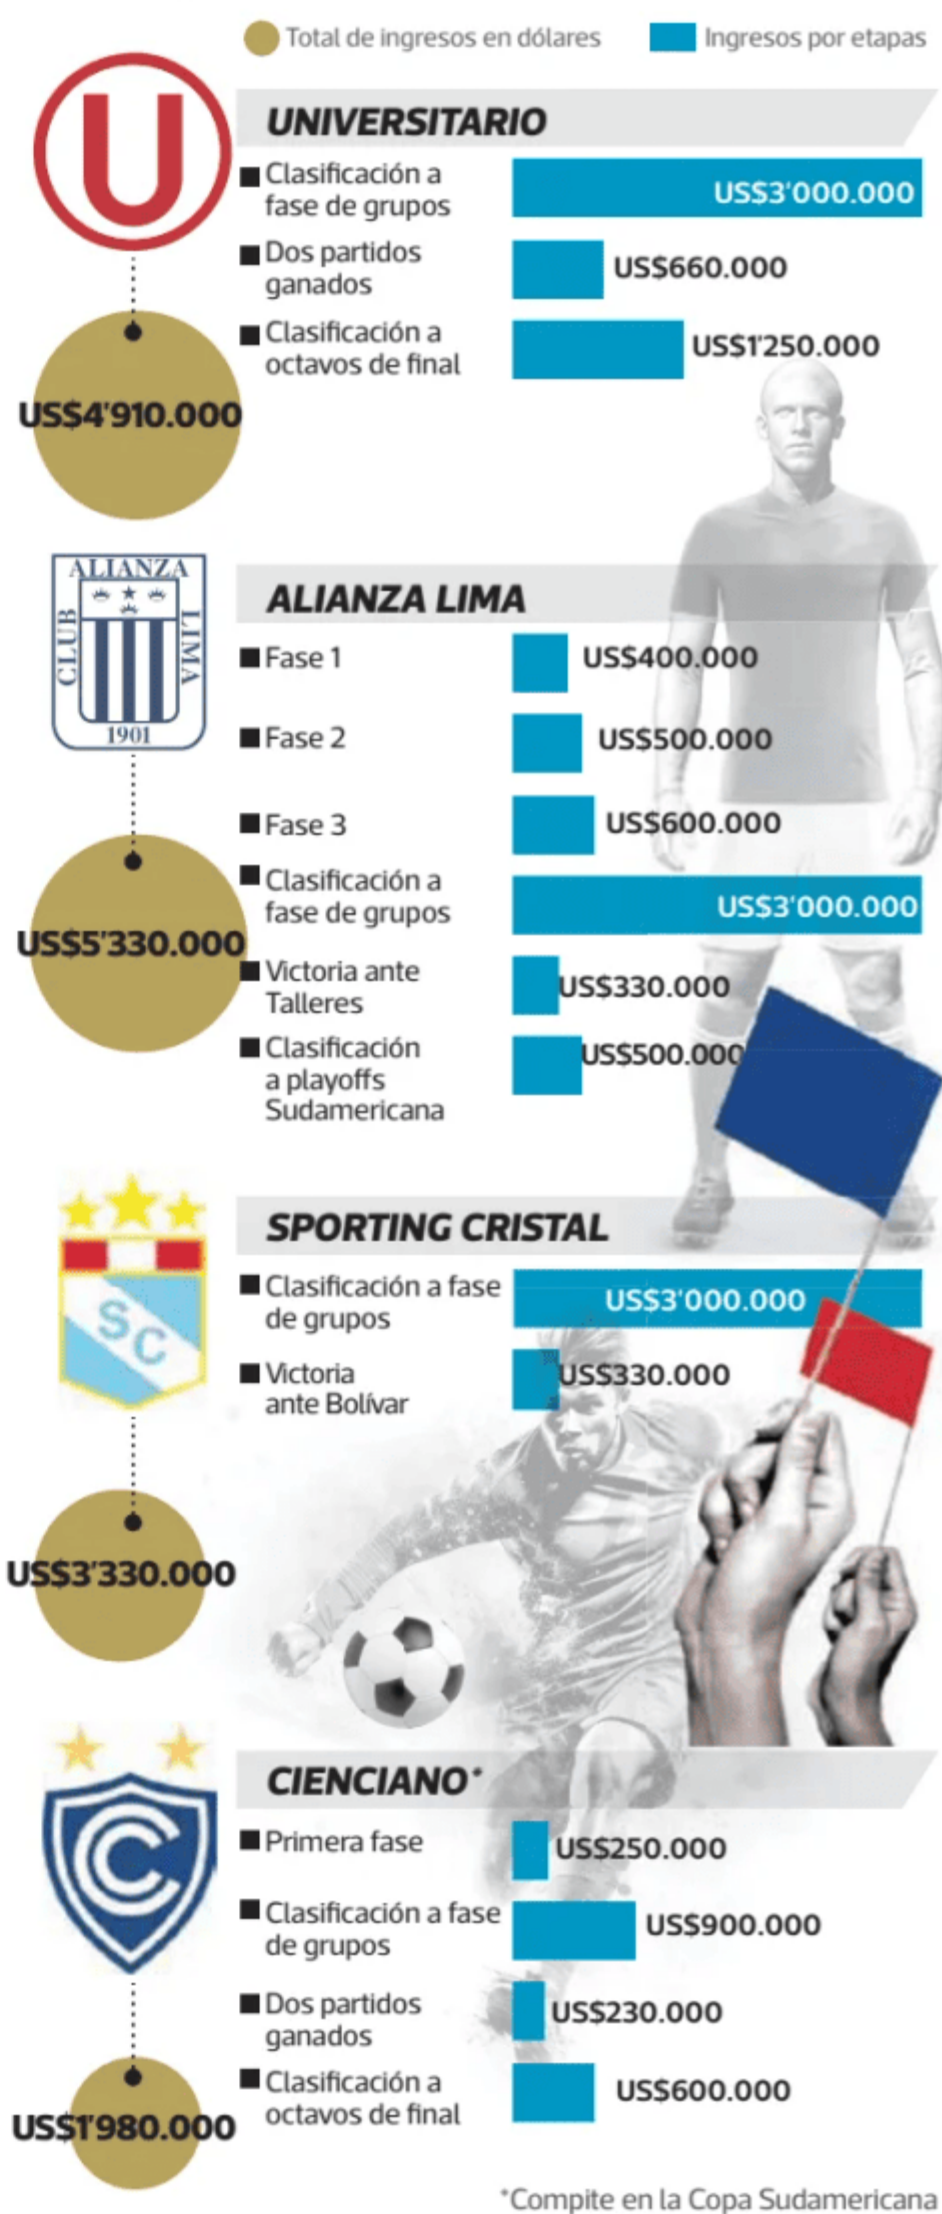 Total de ingresos en dólares
Ingresos por etapas
U
UNIVERSITARIO
Clasificación a
fase de grupos
US$3'000.000
Dos partidos
ganados
US$660.000
Clasificación a
octavos de final
US$1'250.000
US$4'910.000
ALIANZA
CLUB
LIMA
1901
ALIANZA LIMA
Fase 1
US$400.000
Fase 2
US$500.000
Fase 3
US$600.000
Clasificación a
fase de grupos
US$3'000.000
US$5'330.000
Victoria ante
Talleres
US$330.000
Clasificación
a playoffs
Sudamericana
US$500.000
SC
SPORTING CRISTAL
Clasificación a fase
de grupos
US$3'000.000
Victoria
ante Bolívar
US$330.000
US$3'330.000
C
CIENCIANO*
Primera fase
US$250.000
Clasificación a fase
de grupos
US$900.000
Dos partidos
ganados
US$230.000
Clasificación a
octavos de final
US$600.000
US$1'980.000
*Compite en la Copa Sudamericana